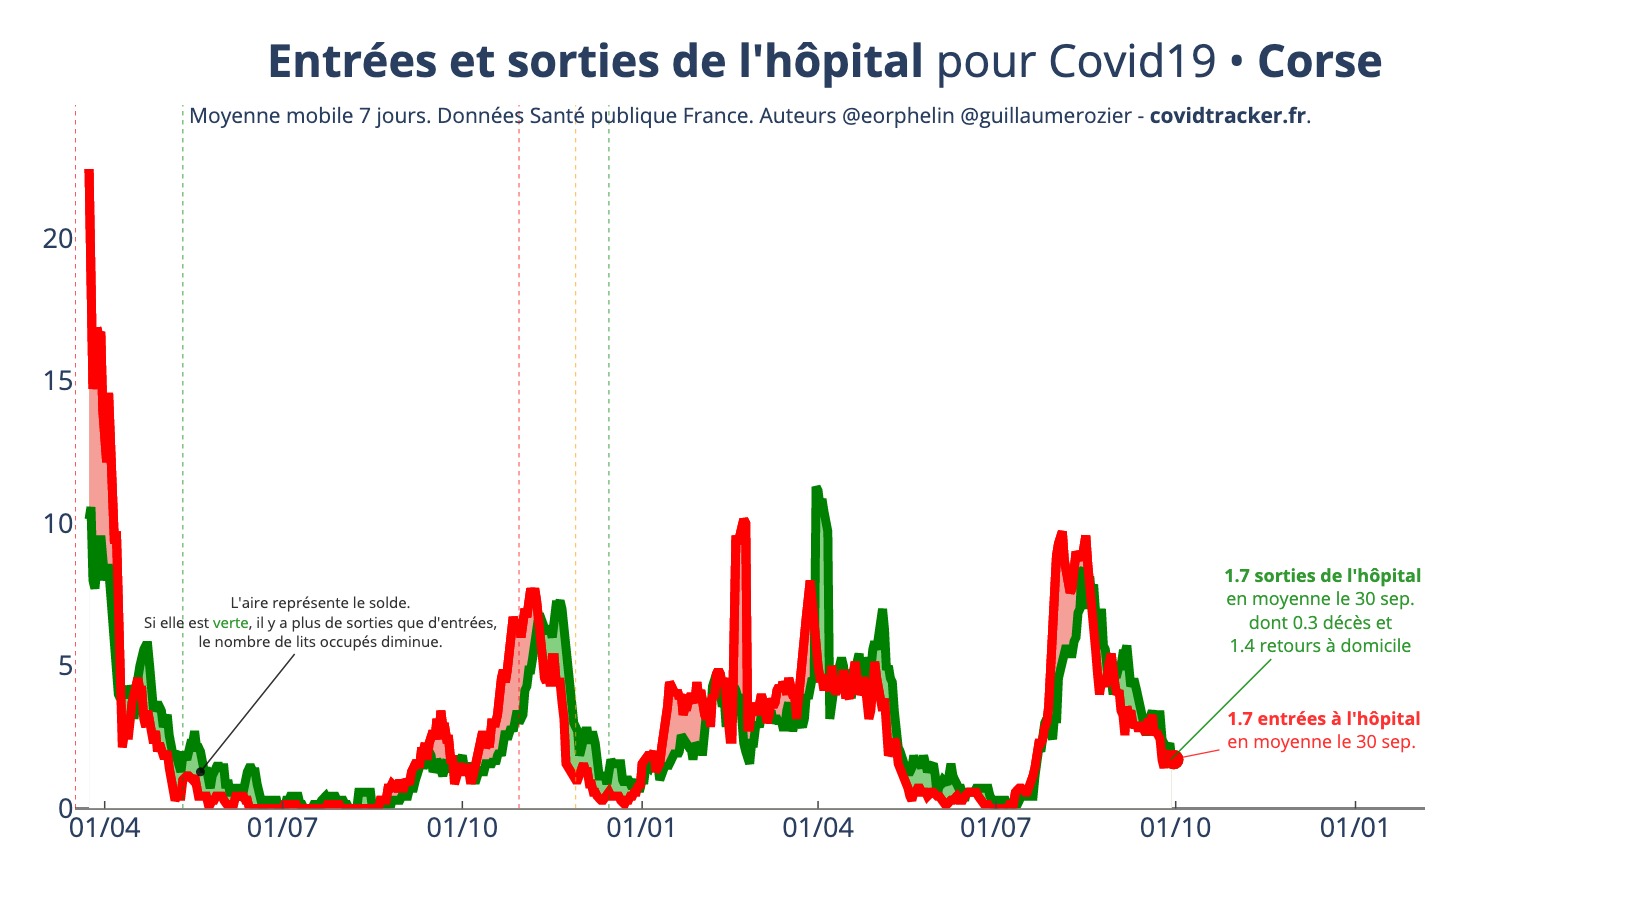 Entrées et sorties de l'hôpital pour Covid19 • Corse
Moyenne mobile 7 jours. Données Santé publique France. Auteurs @eorphelin @guillaumerozier - covidtracker.fr.
20
15
10
5
0
L'aire représente le solde.
Si elle est verte, il y a plus de sorties que d'entrées,
le nombre de lits occupés diminue.
1.7 sorties de l'hôpital
en moyenne le 30 sep.
dont 0.3 décès et
1.4 retours à domicile
1.7 entrées à l'hôpital
en moyenne le 30 sep.
01/04 01/07 01/10 01/01 01/04 01/07 01/10 01/01